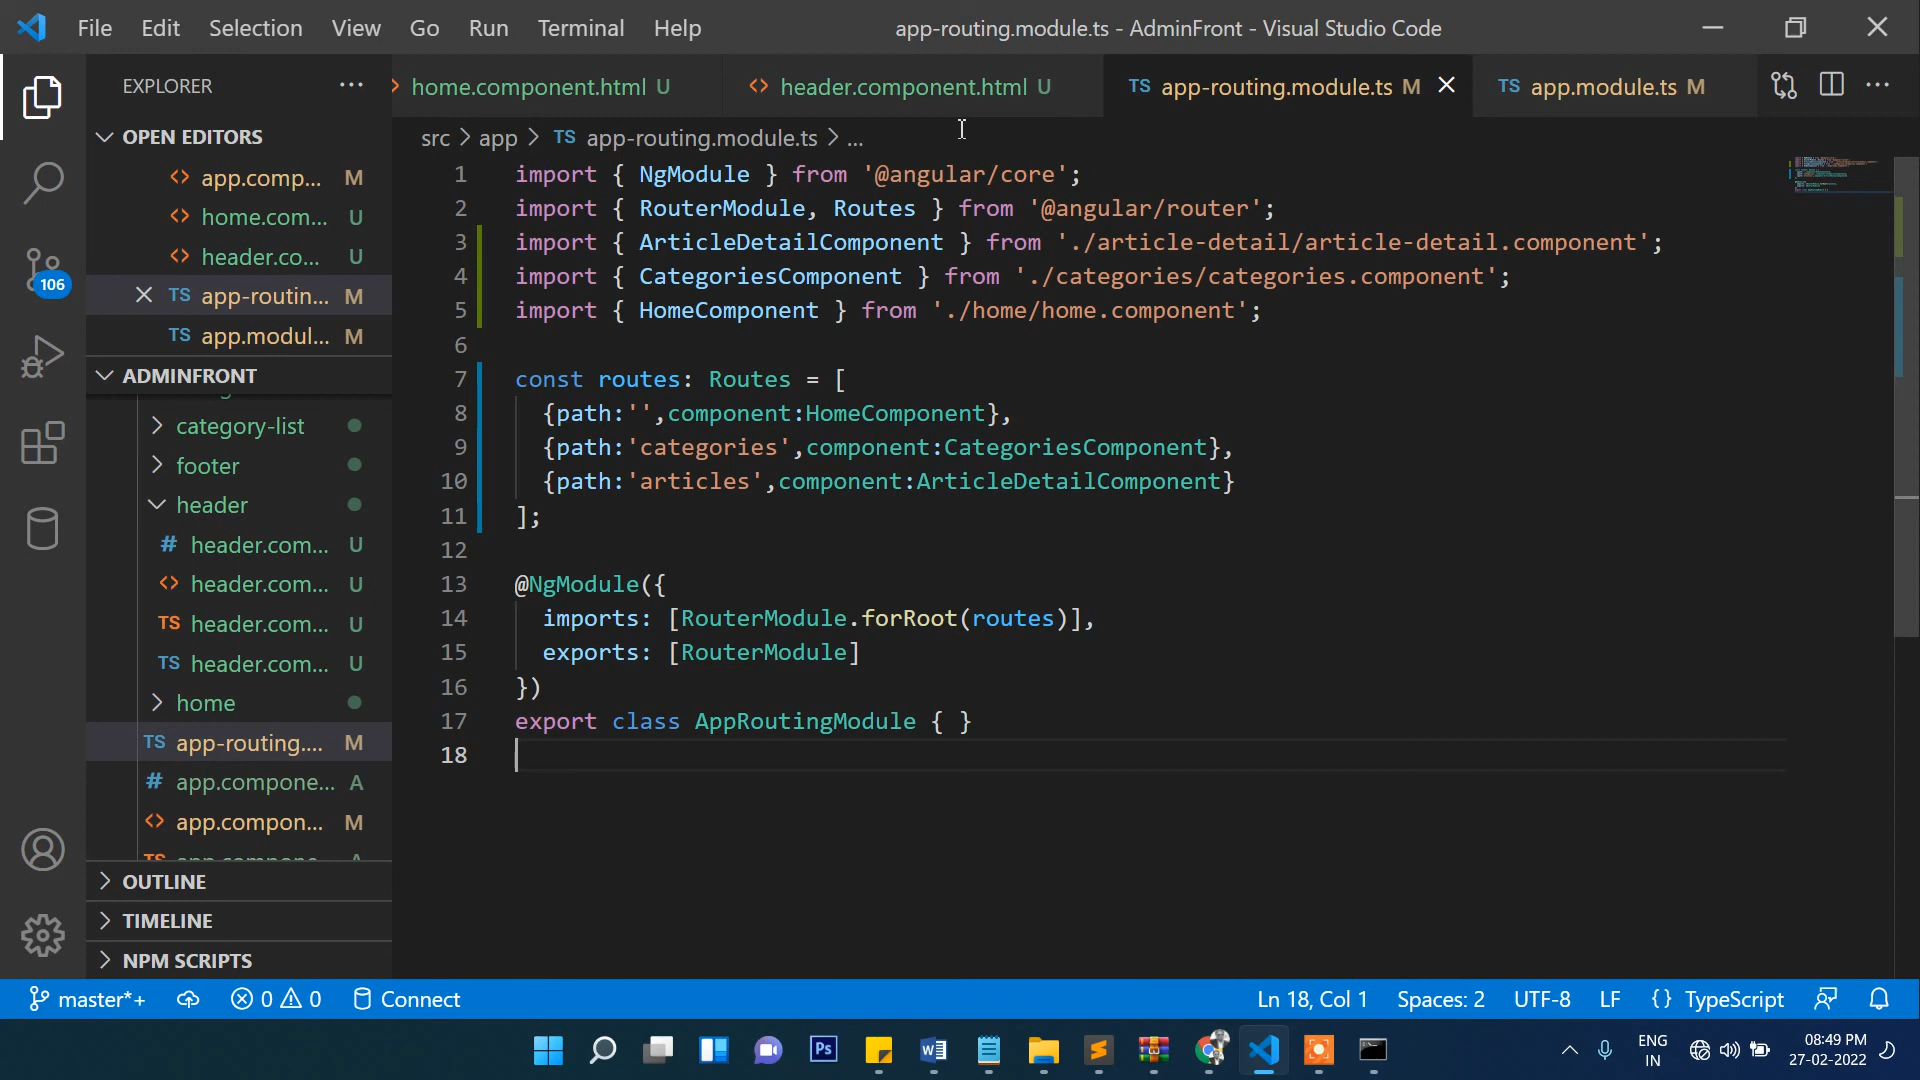 File Edit Selection View Go Run Terminal Help
app-routing.module.ts - AdminFront - Visual Studio Code
EXPLORER
home.component.html U
header.component.html U
TS app-routing.module.ts M
TS app.module.ts M
OPEN EDITORS
src > app > TS app-routing.module.ts > ...
app.comp... M
home.com... U
header.co... U
TS app-routin... M
TS app.modul... M
ADMINFRONT
category-list
footer
header
# header.com... U
header.com... U
TS header.com... U
TS header.com... U
home
TS app-routing.... M
# app.compone... A
app.compon... M
OUTLINE
TIMELINE
NPM SCRIPTS
106
1 import { NgModule } from '@angular/core';
2 import { RouterModule, Routes } from '@angular/router';
3 import { ArticleDetailComponent } from './article-detail/article-detail.component';
4 import { CategoriesComponent } from './categories/categories.component';
5 import { HomeComponent } from './home/home.component';
6
7 const routes: Routes = [
8 {path:'',component:HomeComponent},
9 {path:'categories',component:CategoriesComponent},
10 {path:'articles',component:ArticleDetailComponent}
11 ];
12
13 @NgModule({
14 imports: [RouterModule.forRoot(routes)],
15 exports: [RouterModule]
16 })
17 export class AppRoutingModule { }
18
master*+ 0 0 Connect
Ln 18, Col 1 Spaces: 2 UTF-8 LF {} TypeScript
Ps
ENG
IN
08:49 PM
27-02-2022